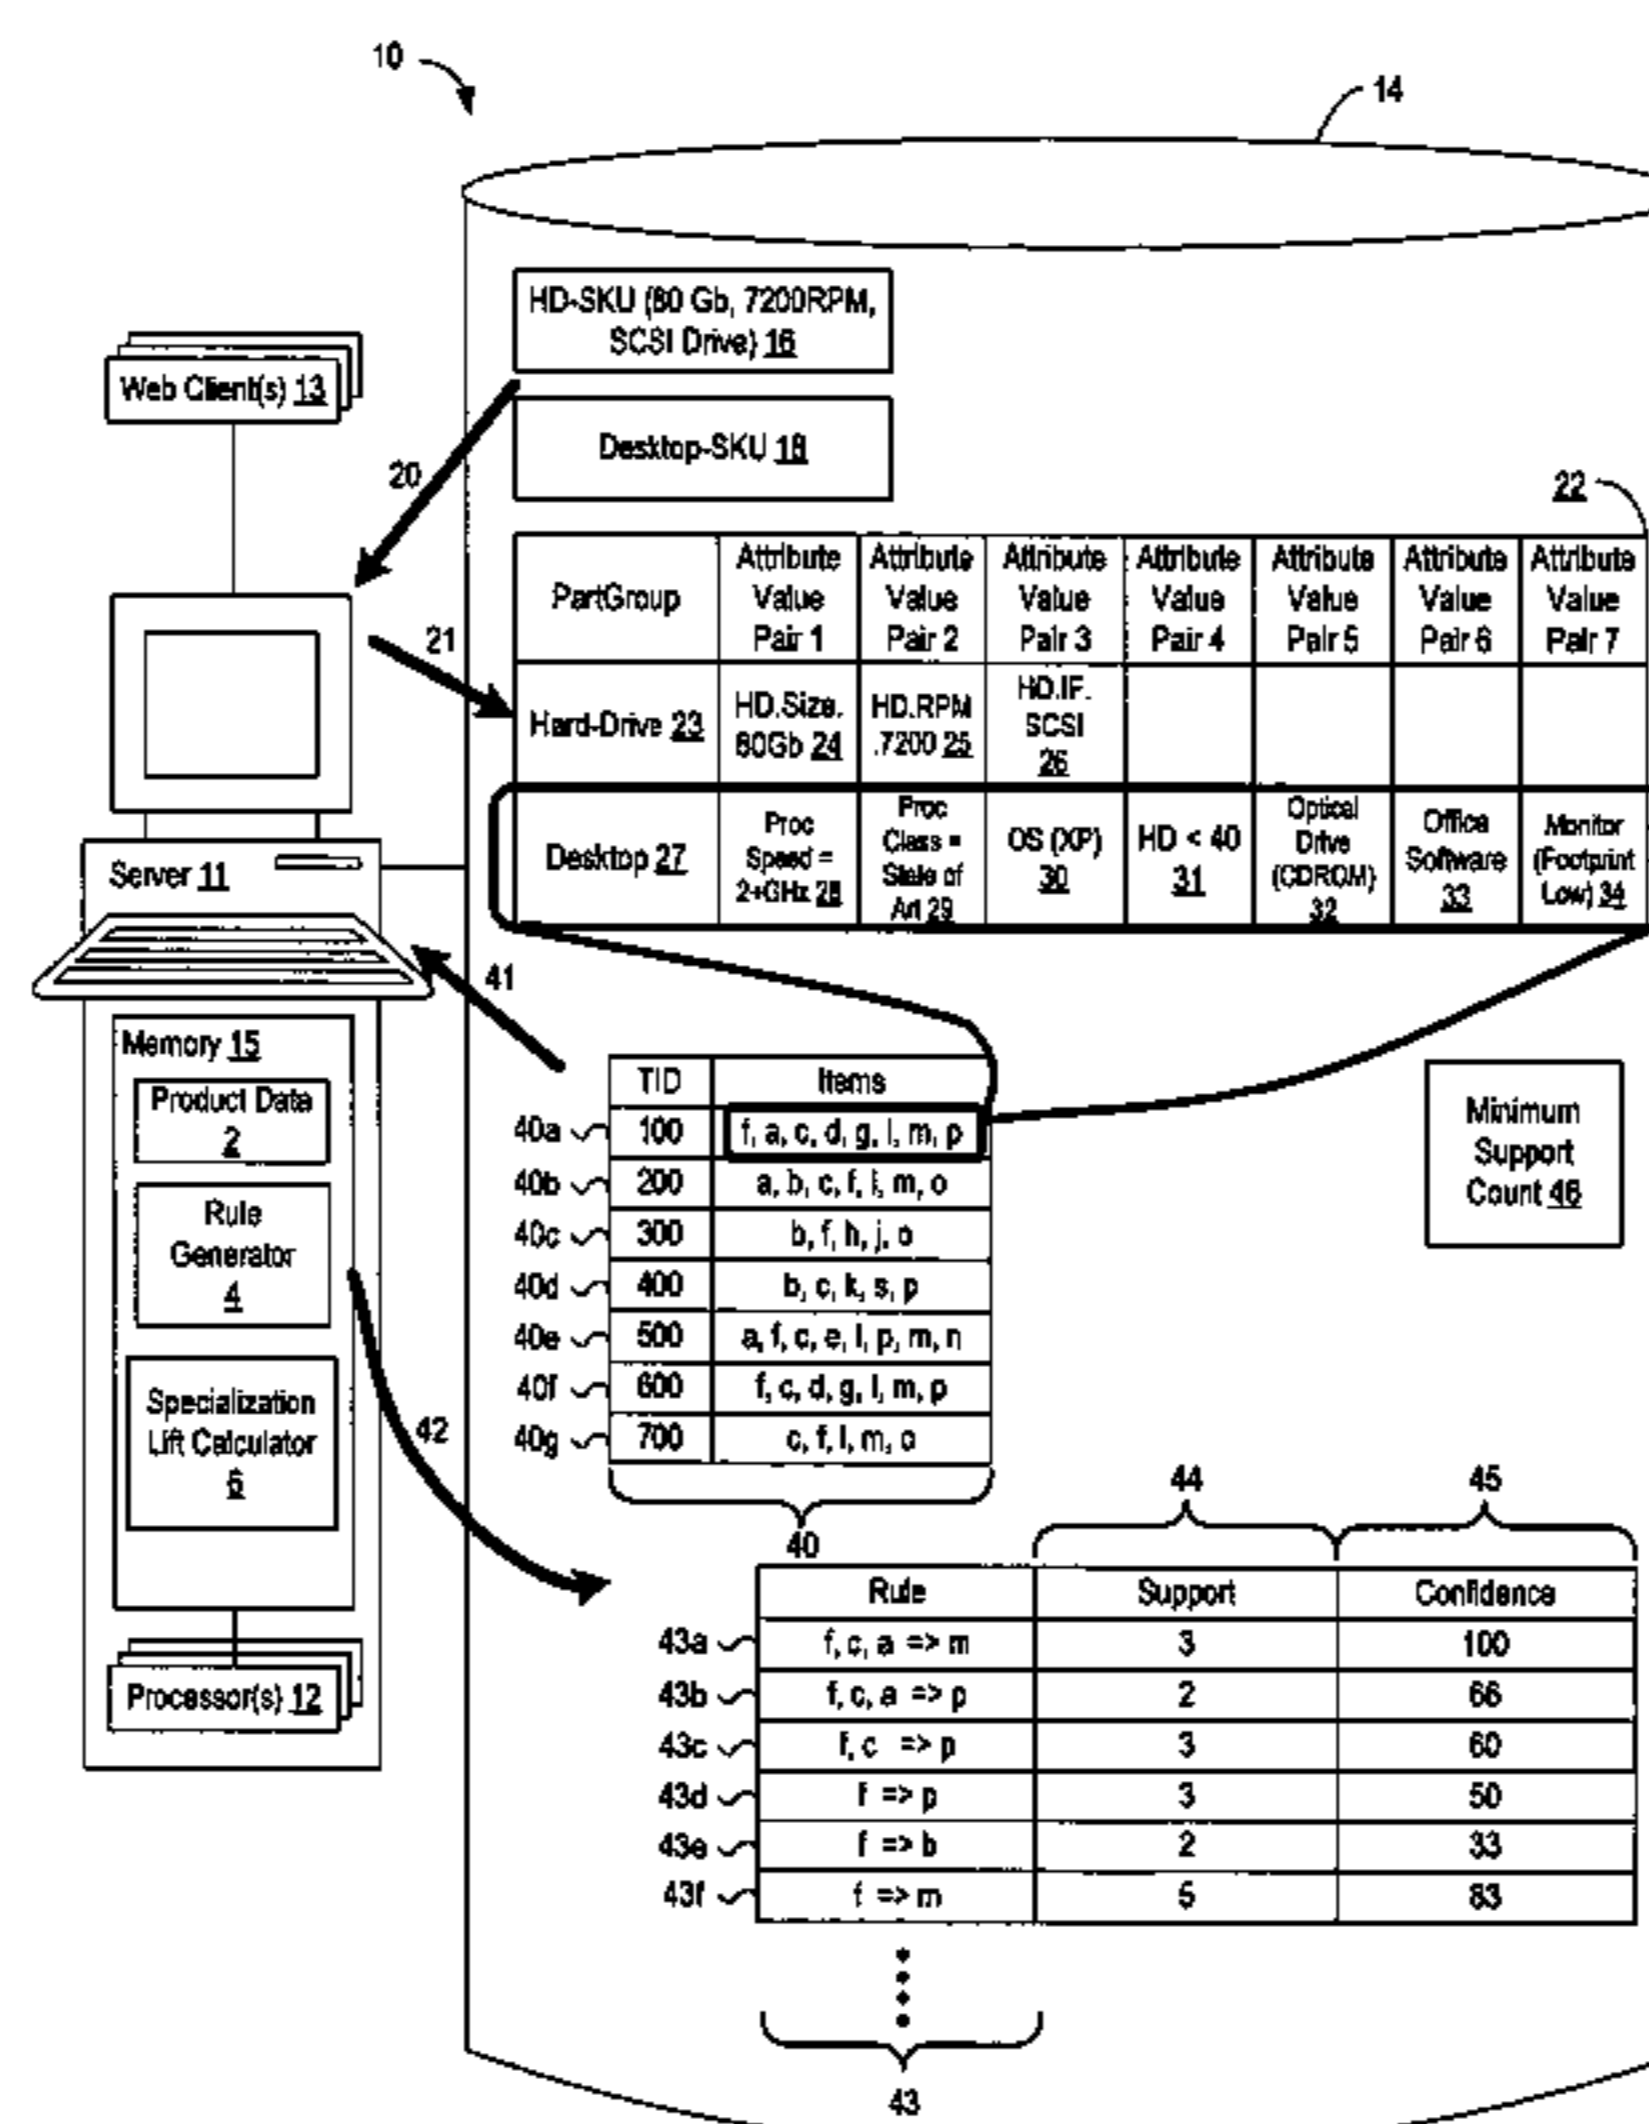 10
14
HD-SKU (80 Gb, 7200RPM,
SCSI Drive) 16
Web Client(s) 13
Desktop-SKU 18
20
22
PartGroup
Attribute
Value
Pair 1
Attribute
Value
Pair 2
Attribute
Value
Pair 3
Attribute
Value
Pair 4
Attribute
Value
Pair 5
Attribute
Value
Pair 6
Attribute
Value
Pair 7
21
Hard-Drive 23
HD.Size.
80Gb 24
HD.RPM
.7200 25
HD.IF.
SCSI
26
Desktop 27
Proc
Speed =
2+GHz 28
Proc
Class =
State of
Art 29
OS (XP)
30
HD < 40
31
Optical
Drive
(CDROM)
32
Office
Software
33
Monitor
(Footprint
Low) 34
Server 11
41
Memory 15
Product Data
2
Rule
Generator
4
Specialization
Lift Calculator
6
42
Processor(s) 12
TID Items
40a 100 f, a, c, d, g, l, m, p
40b 200 a, b, c, f, l, m, o
40c 300 b, f, h, j, o
40d 400 b, c, k, s, p
40e 500 a, f, c, e, l, p, m, n
40f 600 f, c, d, g, l, m, p
40g 700 c, f, l, m, o
40
Minimum
Support
Count 46
44
45
Rule Support Confidence
43a f, c, a => m 3 100
43b f, c, a => p 2 66
43c f, c => p 3 60
43d f => p 3 50
43e f => b 2 33
43f f => m 5 83
43